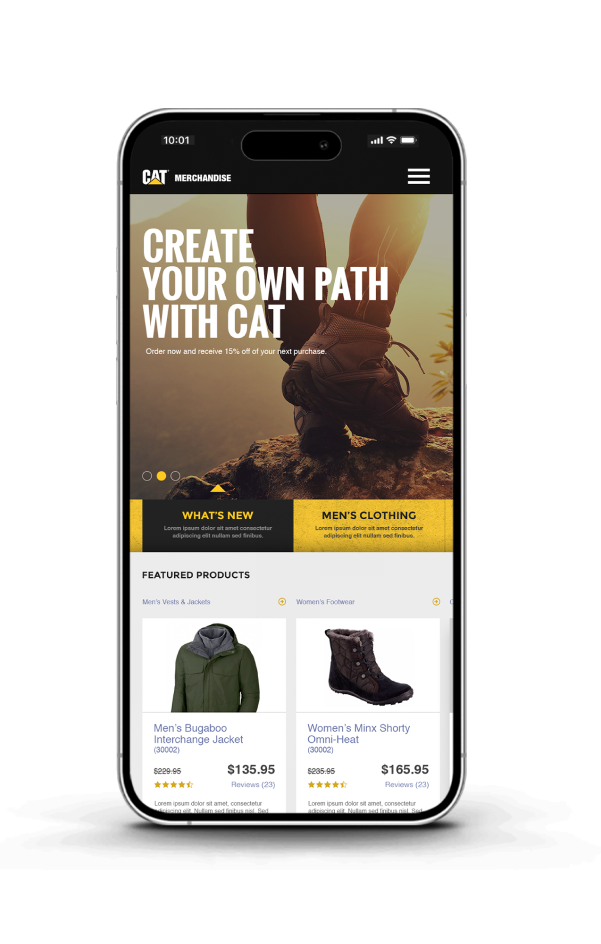 10:01
CAT MERCHANDISE
CREATE
YOUR OWN PATH
WITH CAT
Order now and receive 15% off of your next purchase.
WHAT'S NEW
Lorem ipsum dolor sit amet consectetur
adipiscing elit nullam sed finibus.
MEN'S CLOTHING
Lorem ipsum dolor sit amet consectetur
adipiscing elit nullam sed finibus.
FEATURED PRODUCTS
Men's Vests & Jackets
Women's Footwear
Men's Bugaboo
Interchange Jacket
(30002)
$229.95 $135.95
Reviews (23)
Lorem ipsum dolor sit amet, consectetur
adipiscing elit. Nullam sed finibus nisl. Sed
Women's Minx Shorty
Omni-Heat
(30002)
$235.95 $165.95
Reviews (23)
Lorem ipsum dolor sit amet, consectetur
adipiscing elit. Nullam sed finibus nisl. Sed